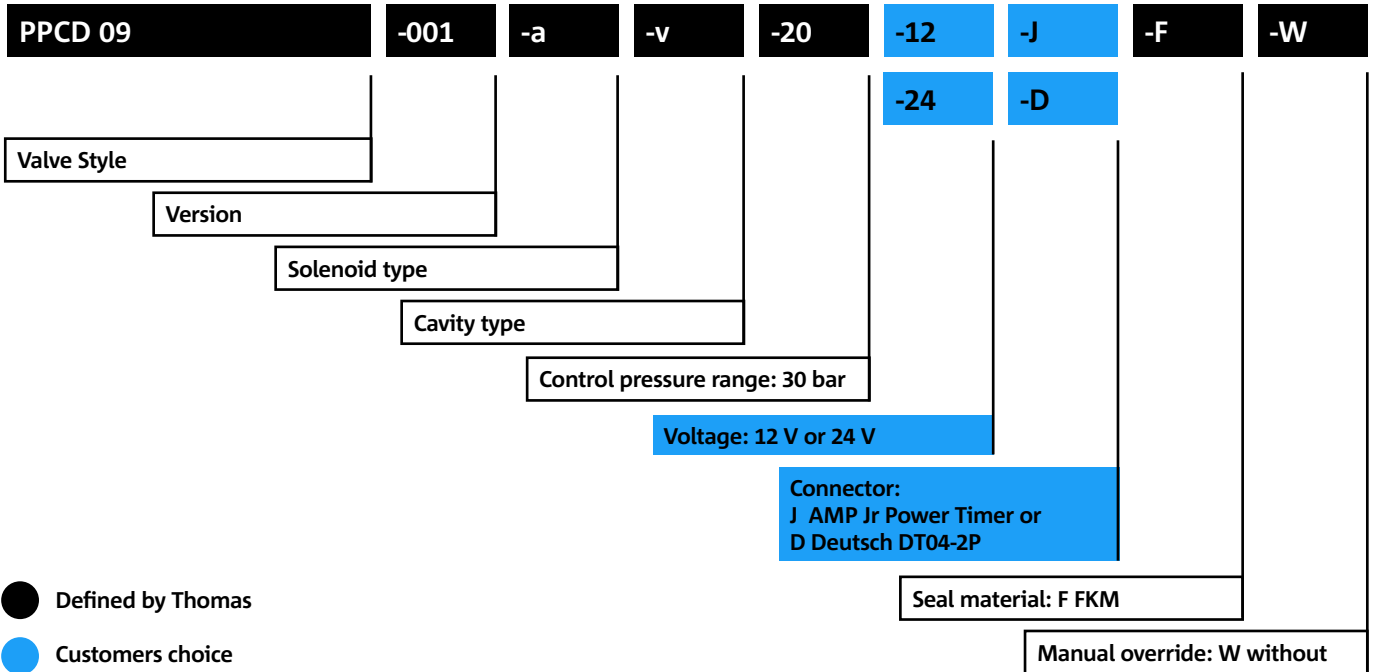 PPCD 09 -001 -a -v -20 -12 -J -F -W
-24 -D
Valve Style
Version
Solenoid type
Cavity type
Control pressure range: 30 bar
Voltage: 12 V or 24 V
Connector:
J AMP Jr Power Timer or
D Deutsch DT04-2P
Defined by Thomas
Seal material: F FKM
Customers choice
Manual override: W without